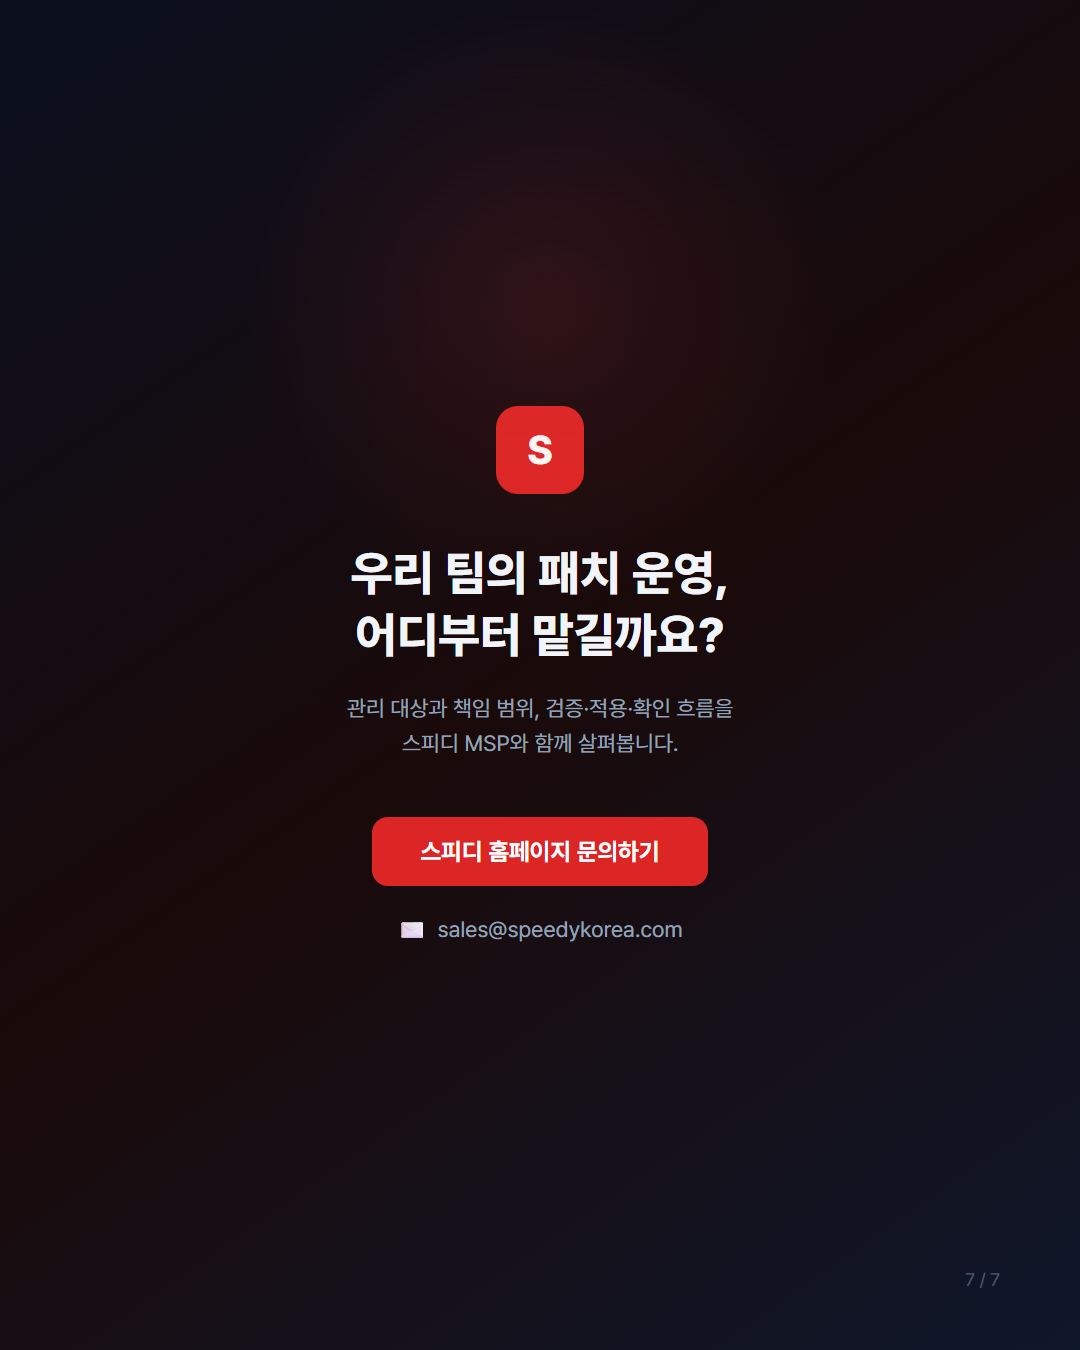 S
우리 팀의 패치 운영,
어디부터 맡길까요?
관리 대상과 책임 범위, 검증·적용·확인 흐름을
스피디 MSP와 함께 살펴봅니다.
스피디 홈페이지 문의하기
sales@speedykorea.com
7 / 7